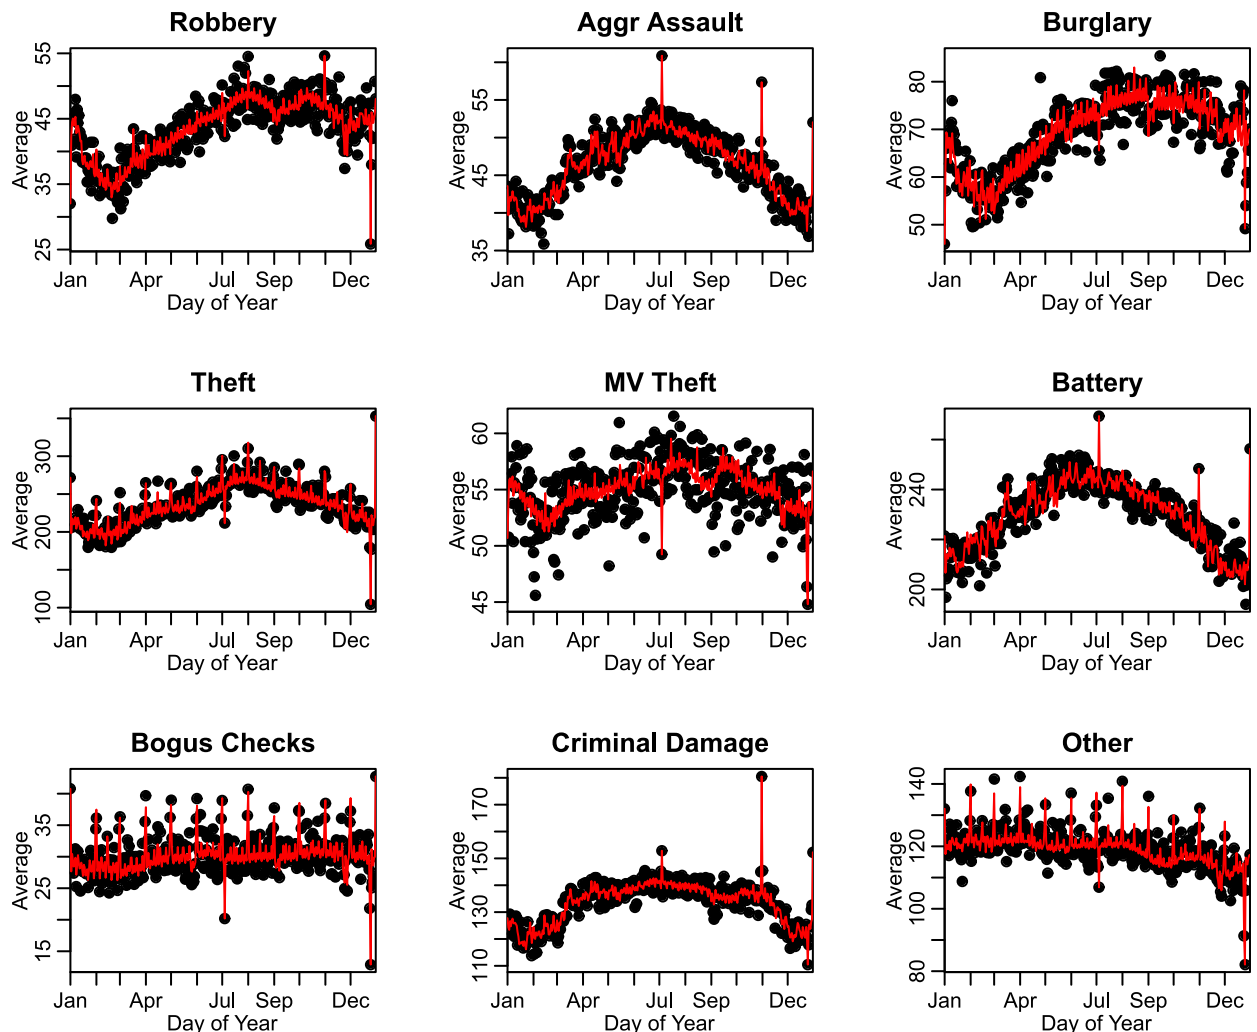 Robbery
Aggr Assault
Burglary
Average
25
35
45
55
Jan
Apr
Jul
Sep
Dec
Day of Year
Average
35
45
55
Jan
Apr
Jul
Sep
Dec
Day of Year
Average
50
60
70
80
Jan
Apr
Jul
Sep
Dec
Day of Year
Theft
MV Theft
Battery
Average
100
200
300
Jan
Apr
Jul
Sep
Dec
Day of Year
Average
45
50
55
60
Jan
Apr
Jul
Sep
Dec
Day of Year
Average
200
240
Jan
Apr
Jul
Sep
Dec
Day of Year
Bogus Checks
Criminal Damage
Other
Average
15
25
35
Jan
Apr
Jul
Sep
Dec
Day of Year
Average
110
130
150
170
Jan
Apr
Jul
Sep
Dec
Day of Year
Average
80
100
120
140
Jan
Apr
Jul
Sep
Dec
Day of Year